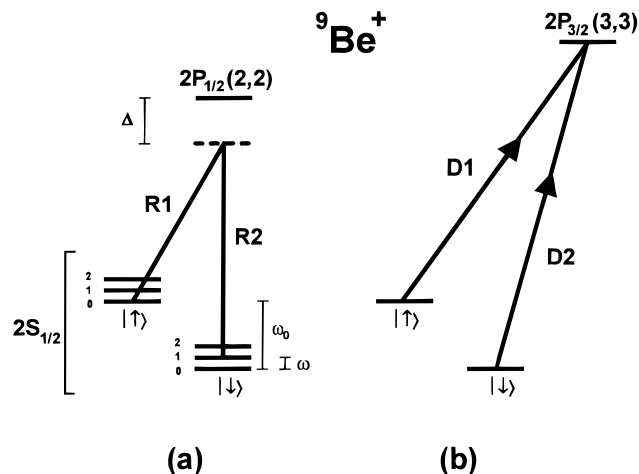 ⁹Be⁺
2P₁/₂(2,2)
2P₃/₂(3,3)
Δ
R1
R2
D1
D2
2
1
0
|↑⟩
2S₁/₂
2
1
0
|↓⟩
ω₀
ω
|↑⟩
|↓⟩
(a)
(b)